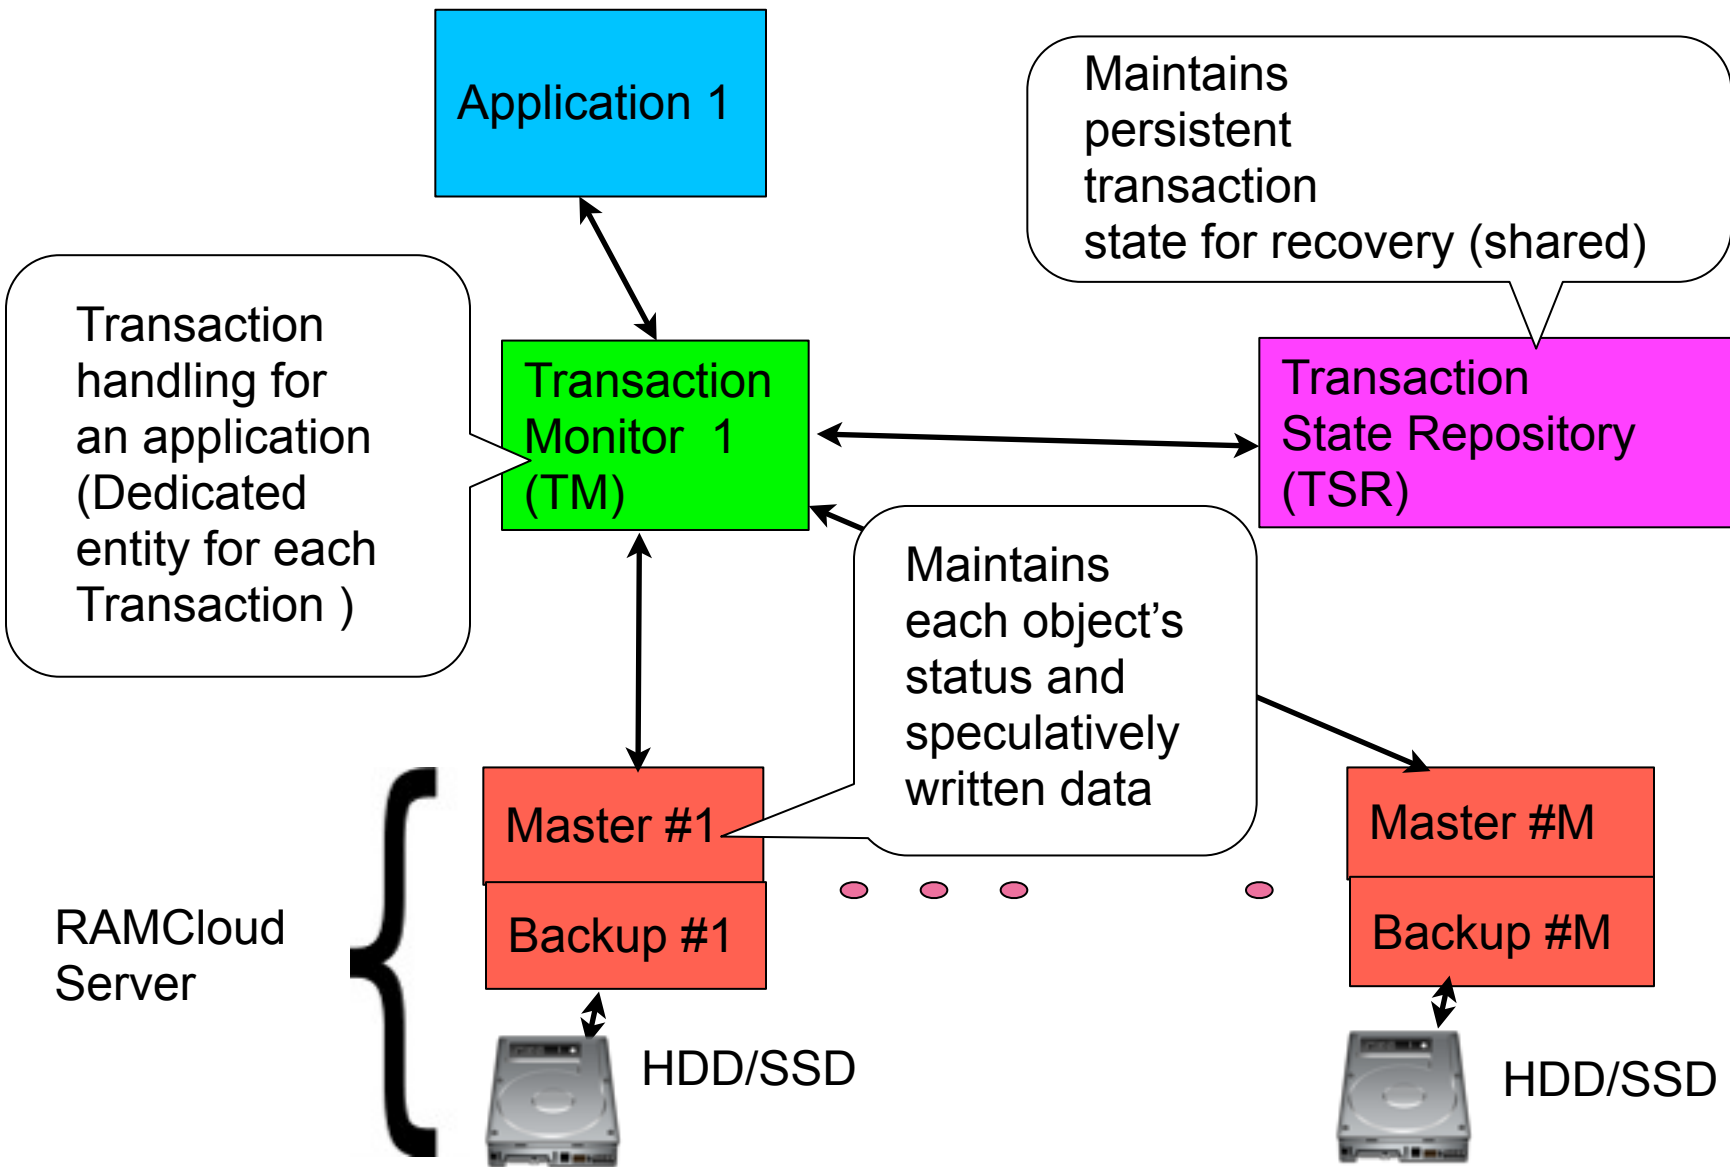 Application 1
Maintains
persistent
transaction
state for recovery (shared)
Transaction
handling for
an application
(Dedicated
entity for each
Transaction )
Transaction
Monitor 1
(TM)
Transaction
State Repository
(TSR)
Maintains
each object’s
status and
speculatively
written data
Master #1
Master #M
Backup #1
Backup #M
RAMCloud
Server
HDD/SSD
HDD/SSD